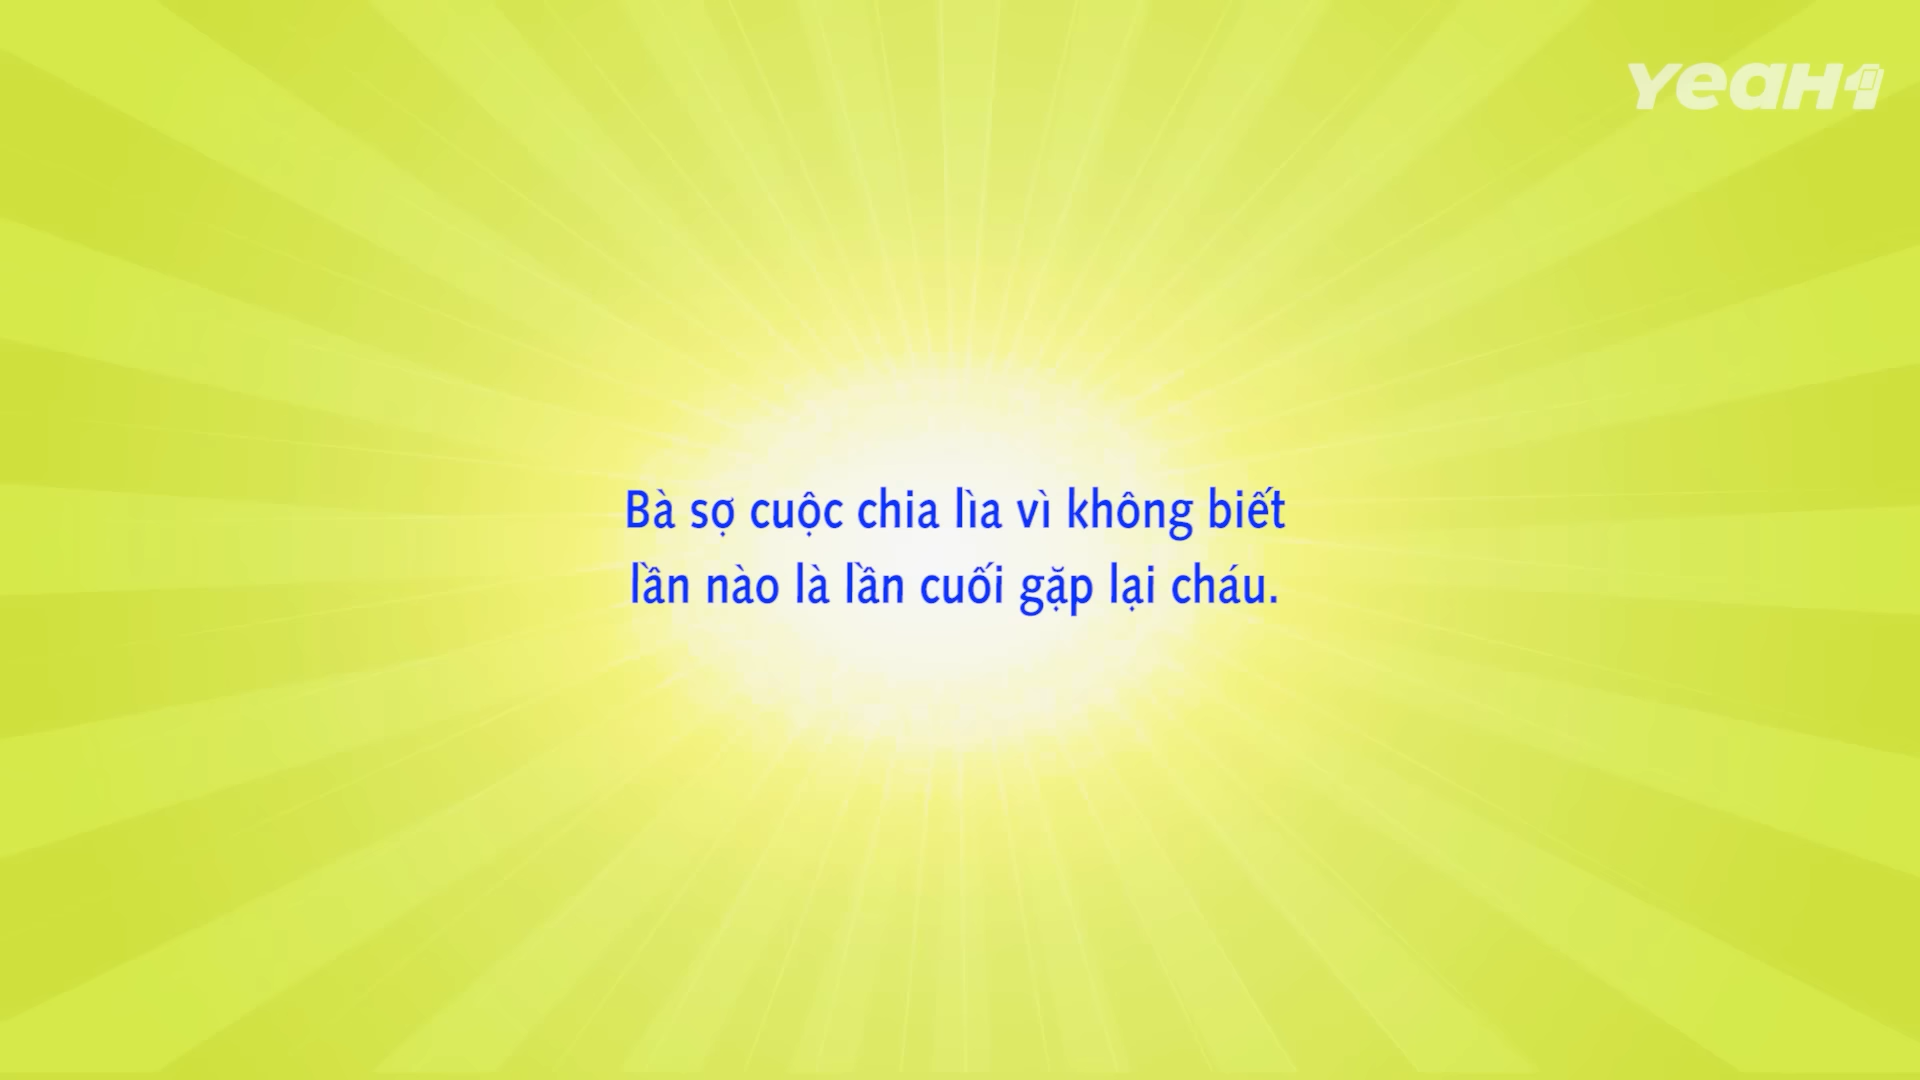 YEAH1
Bà sợ cuộc chia lìa vì không biết
lần nào là lần cuối gặp lại cháu.